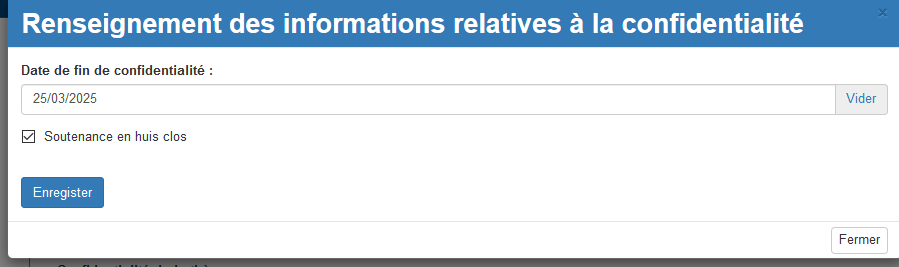 Renseignement des informations relatives à la confidentialité
×
Date de fin de confidentialité :
25/03/2025 Vider
Soutenance en huis clos
Enregister
Fermer